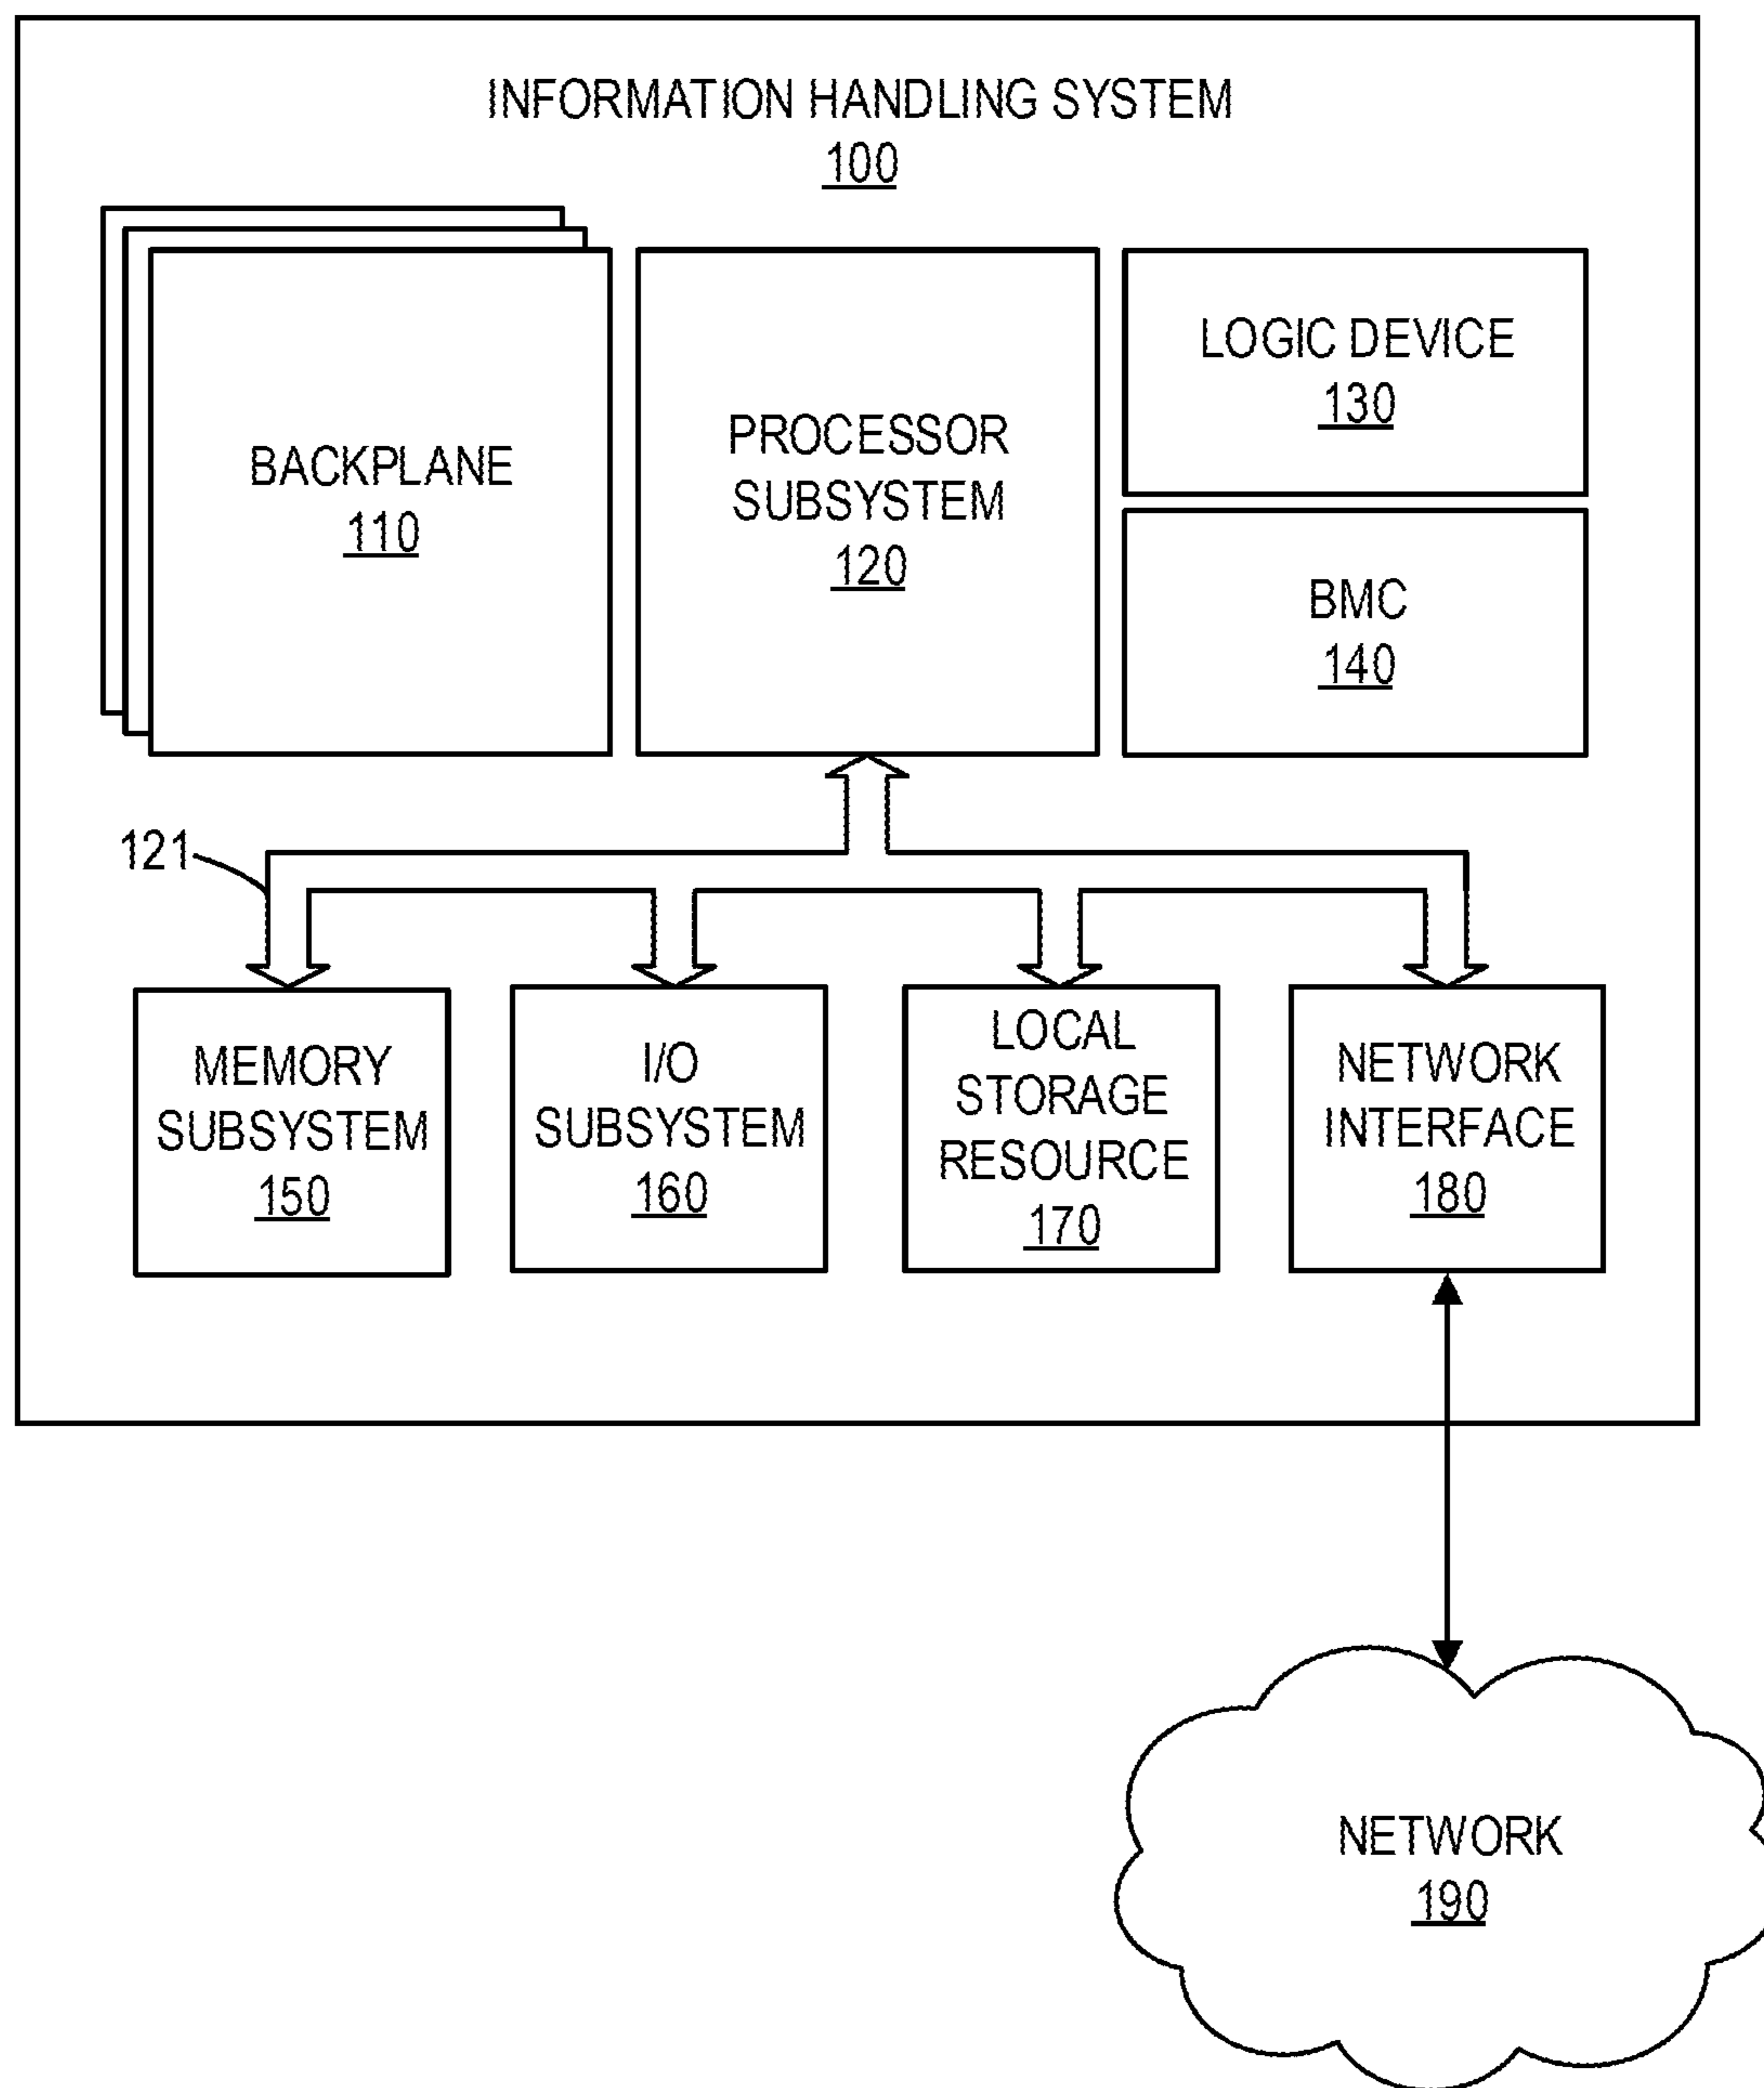 INFORMATION HANDLING SYSTEM
100
BACKPLANE
110
PROCESSOR
SUBSYSTEM
120
LOGIC DEVICE
130
BMC
140
121
MEMORY
SUBSYSTEM
150
I/O
SUBSYSTEM
160
LOCAL
STORAGE
RESOURCE
170
NETWORK
INTERFACE
180
NETWORK
190